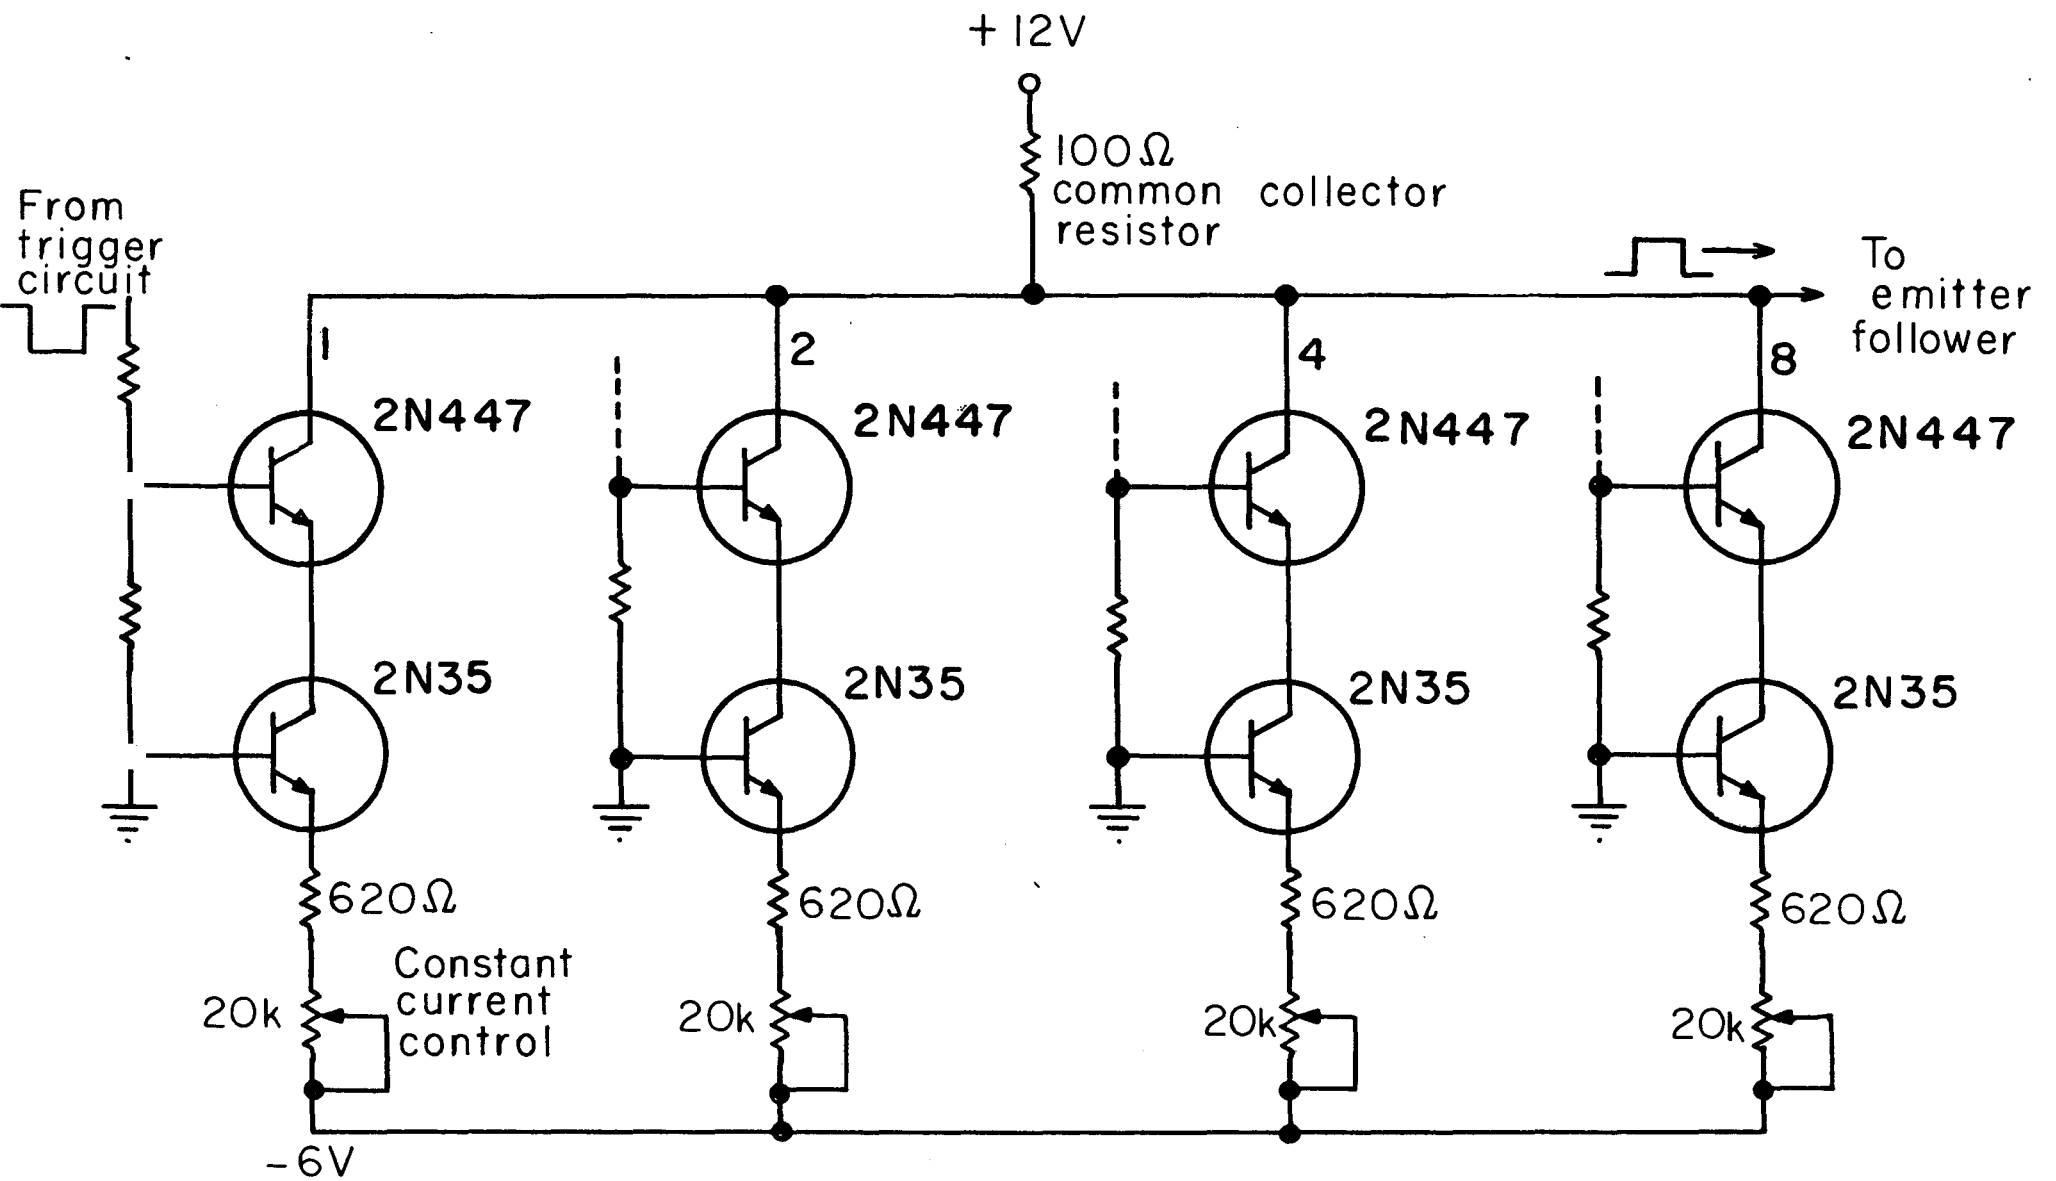 +12V
100Ω
common collector
resistor
From
trigger
circuit
To
emitter
follower
1
2
4
8
2N447
2N447
2N447
2N447
2N35
2N35
2N35
2N35
620Ω
620Ω
620Ω
620Ω
Constant
current
control
20k
20k
20k
20k
-6V